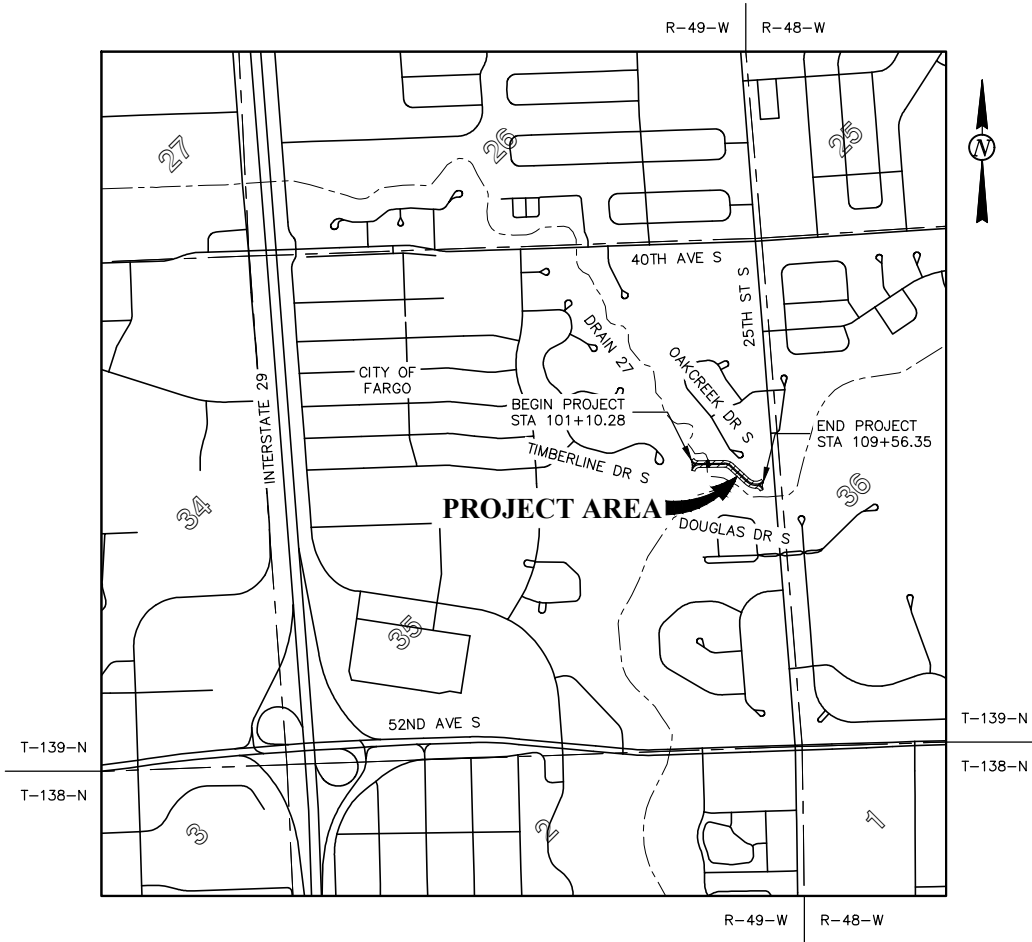 R-49-W
R-48-W
27
26
25
N
40TH AVE S
25TH ST S
DRAIN 27
OAKCREEK DR S
CITY OF
FARGO
INTERSTATE 29
BEGIN PROJECT
STA 101+10.28
END PROJECT
STA 109+56.35
TIMBERLINE DR S
34
36
PROJECT AREA
DOUGLAS DR S
35
52ND AVE S
T-139-N
T-138-N
T-139-N
T-138-N
3
2
1
R-49-W
R-48-W